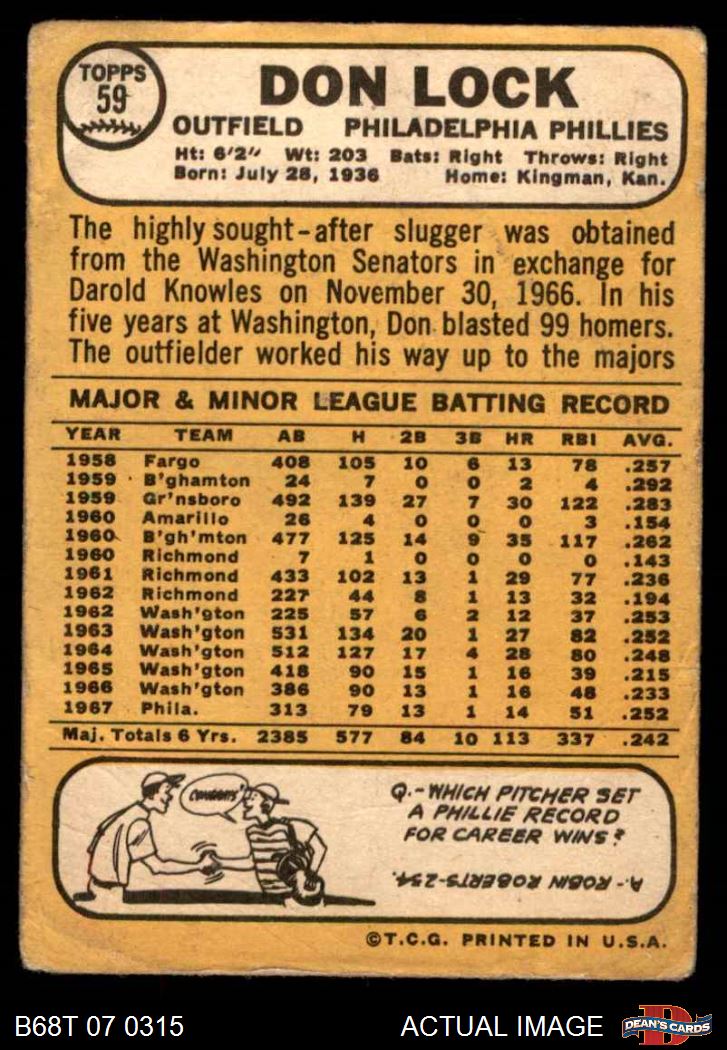 TOPPS
59
DON LOCK
OUTFIELD PHILADELPHIA PHILLIES
Ht: 6'2" Wt: 203 Bats: Right Throws: Right
Born: July 28, 1936 Home: Kingman, Kan.
The highly sought-after slugger was obtained
from the Washington Senators in exchange for
Darold Knowles on November 30, 1966. In his
five years at Washington, Don blasted 99 homers.
The outfielder worked his way up to the majors
MAJOR & MINOR LEAGUE BATTING RECORD
YEAR TEAM AB H 2B 3B HR RBI AVG.
1958 Fargo 408 105 10 6 13 78 .257
1959 B'ghamton 24 7 0 0 2 4 .292
1959 Gr'nsboro 492 139 27 7 30 122 .283
1960 Amarillo 26 4 0 0 0 3 .154
1960 B'gh'mton 477 125 14 9 35 117 .262
1960 Richmond 7 1 0 0 0 0 .143
1961 Richmond 433 102 13 1 29 77 .236
1962 Richmond 227 44 8 1 13 32 .194
1962 Wash'gton 225 57 6 2 12 37 .253
1963 Wash'gton 531 134 20 1 27 82 .252
1964 Wash'gton 512 127 17 4 28 80 .248
1965 Wash'gton 418 90 15 1 16 39 .215
1966 Wash'gton 386 90 13 1 16 48 .233
1967 Phila. 313 79 13 1 14 51 .252
Maj. Totals 6 Yrs. 2385 577 84 10 113 337 .242
CONGRATS
Q.-WHICH PITCHER SET
A PHILLIE RECORD
FOR CAREER WINS?
A.-ROBIN ROBERTS-254.
©T.C.G. PRINTED IN U.S.A.
B68T 07 0315
ACTUAL IMAGE
D
DEAN'S CARDS